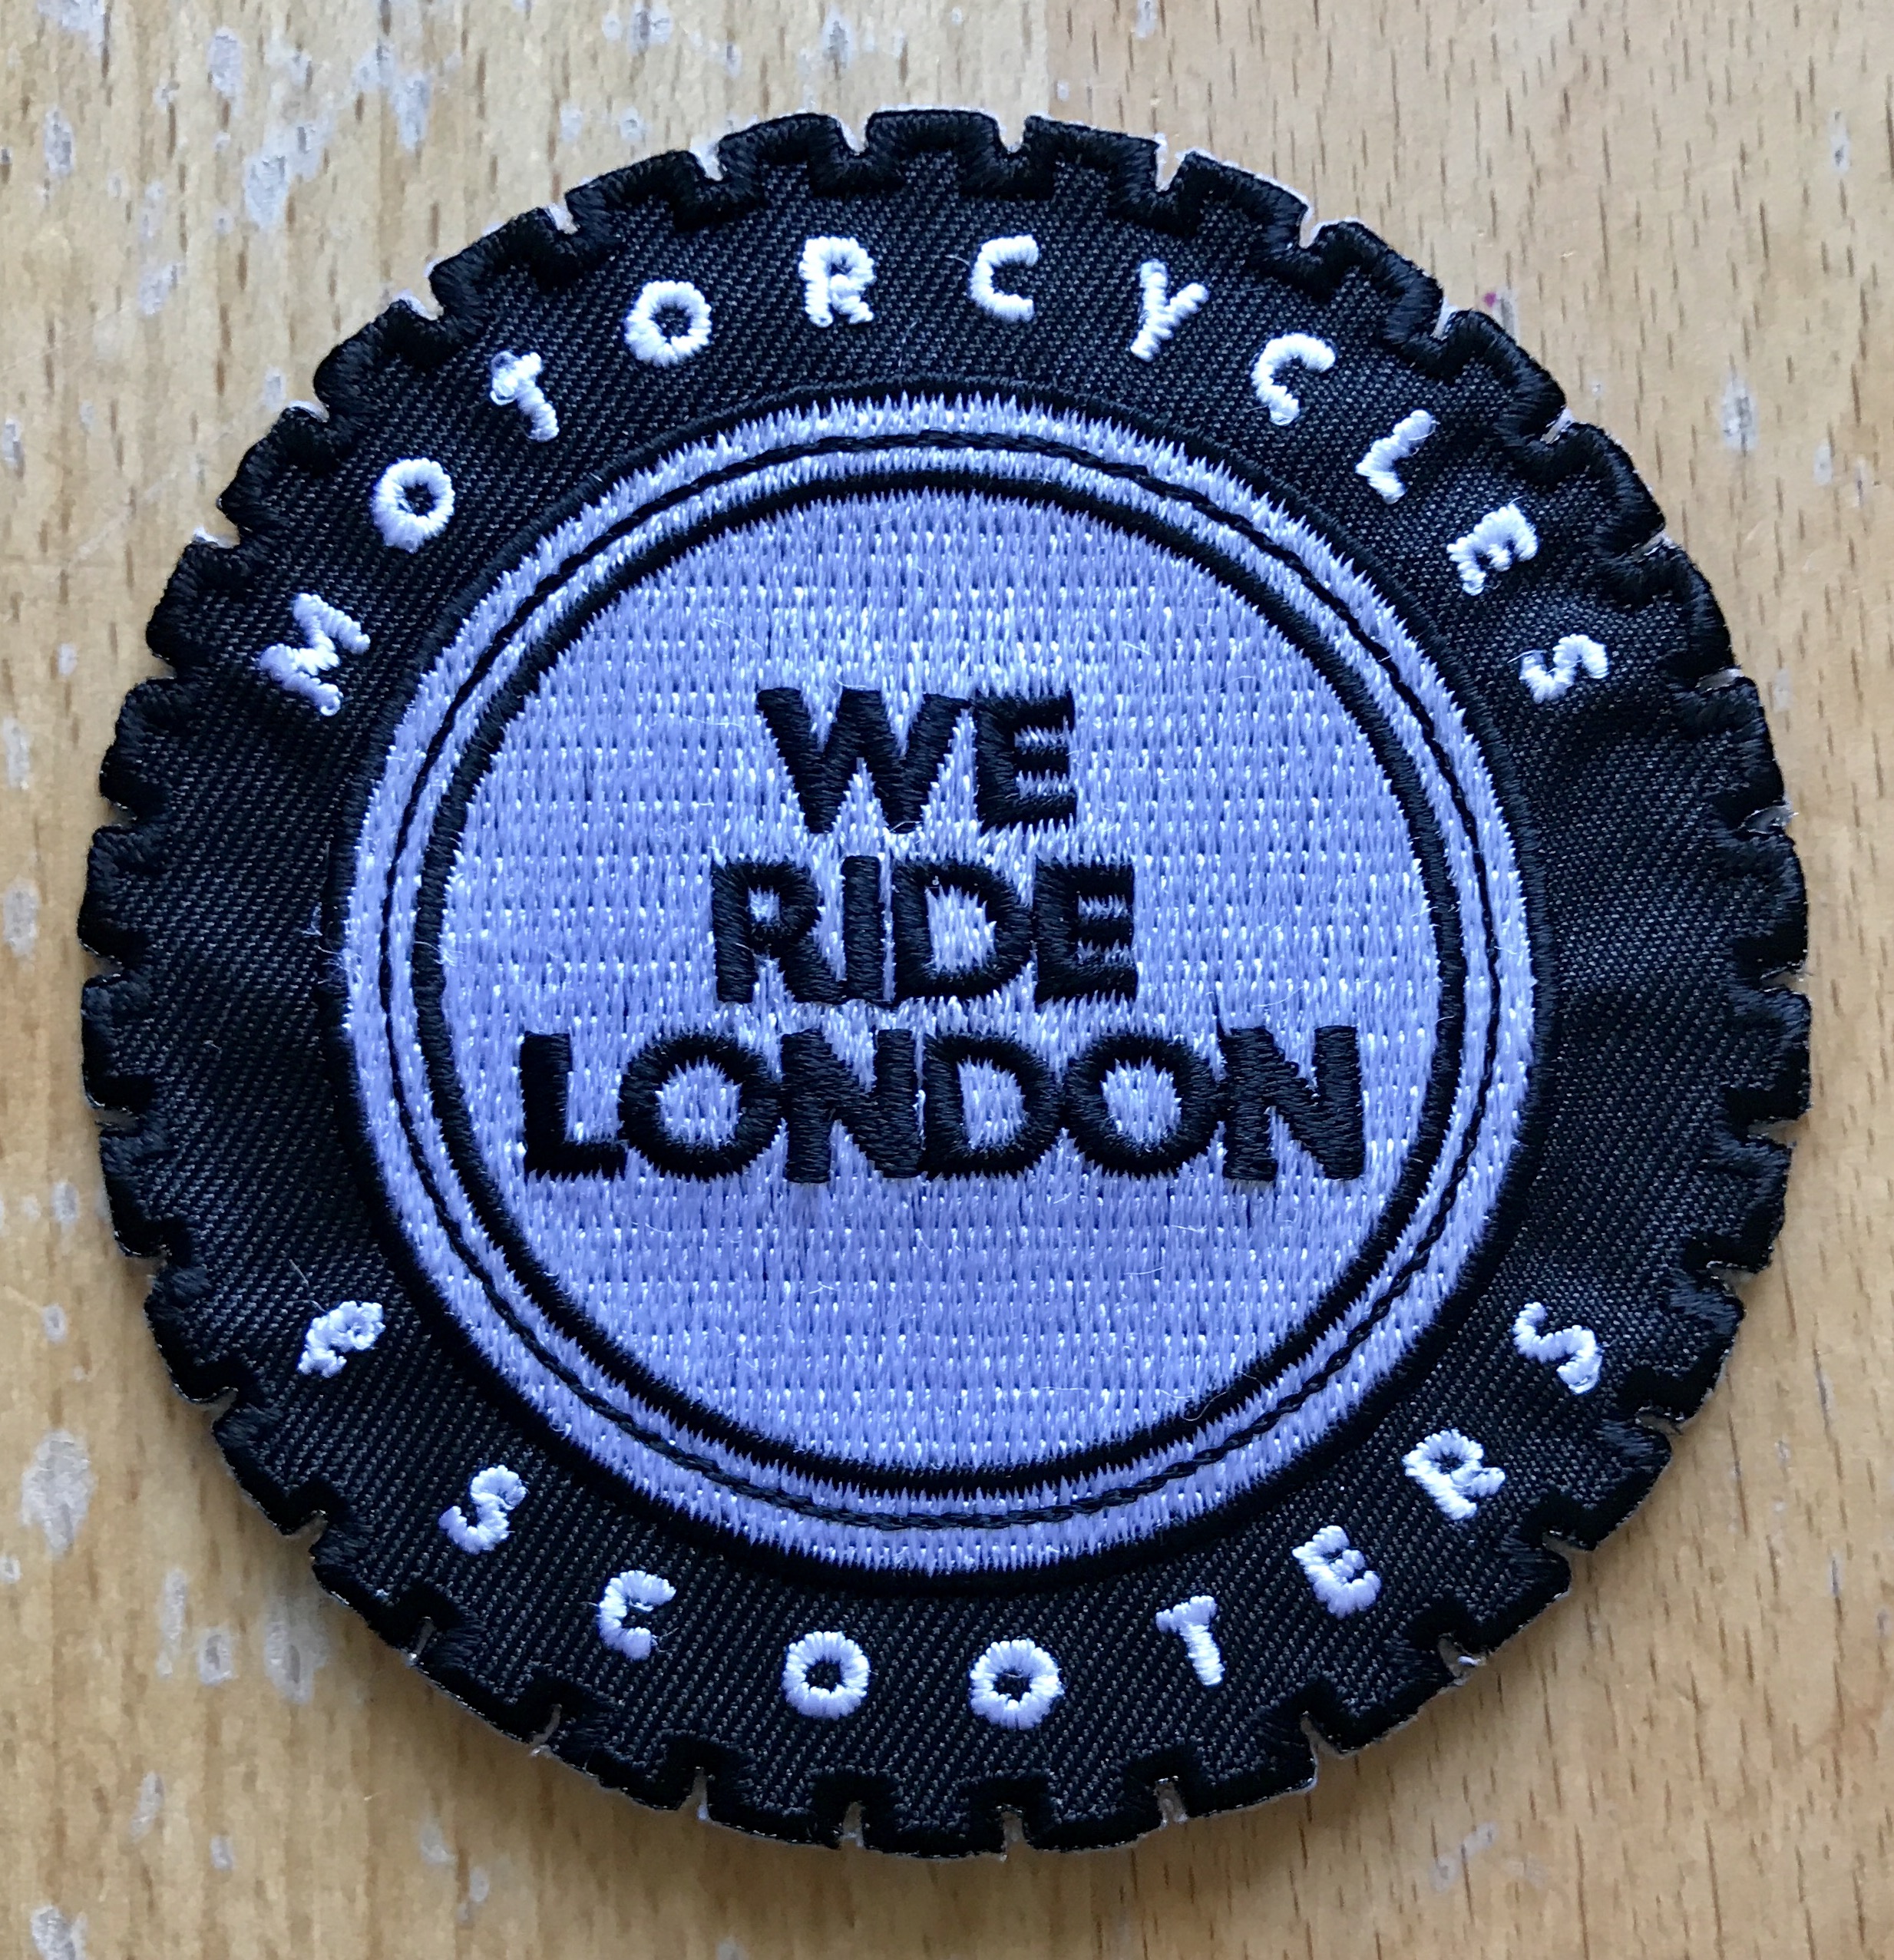 MOTORCYCLES
WE
RIDE
LONDON
& SCOOTERS